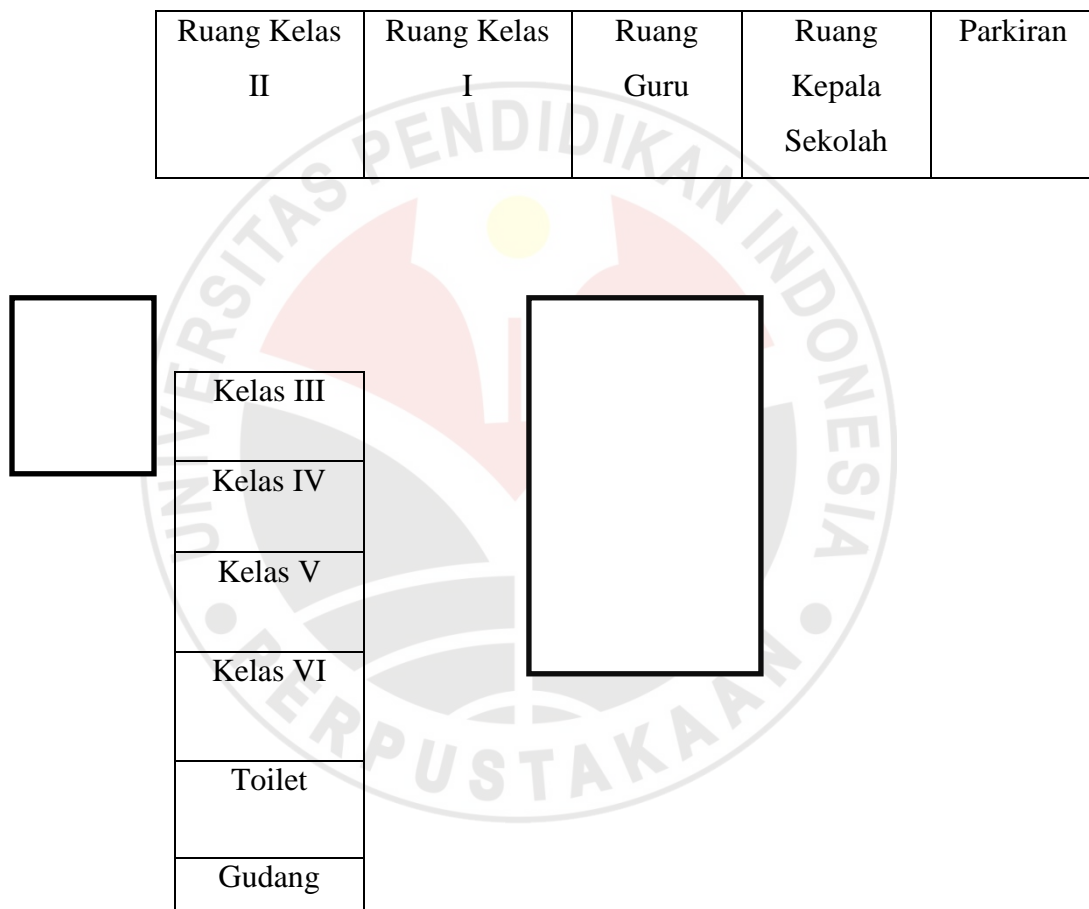 Ruang Kelas II
Ruang Kelas I
Ruang Guru
Ruang Kepala Sekolah
Parkiran
Kelas III
Kelas IV
Kelas V
Kelas VI
Toilet
Gudang
UNIVERSITAS PENDIDIKAN INDONESIA
PERPUSTAKAAN